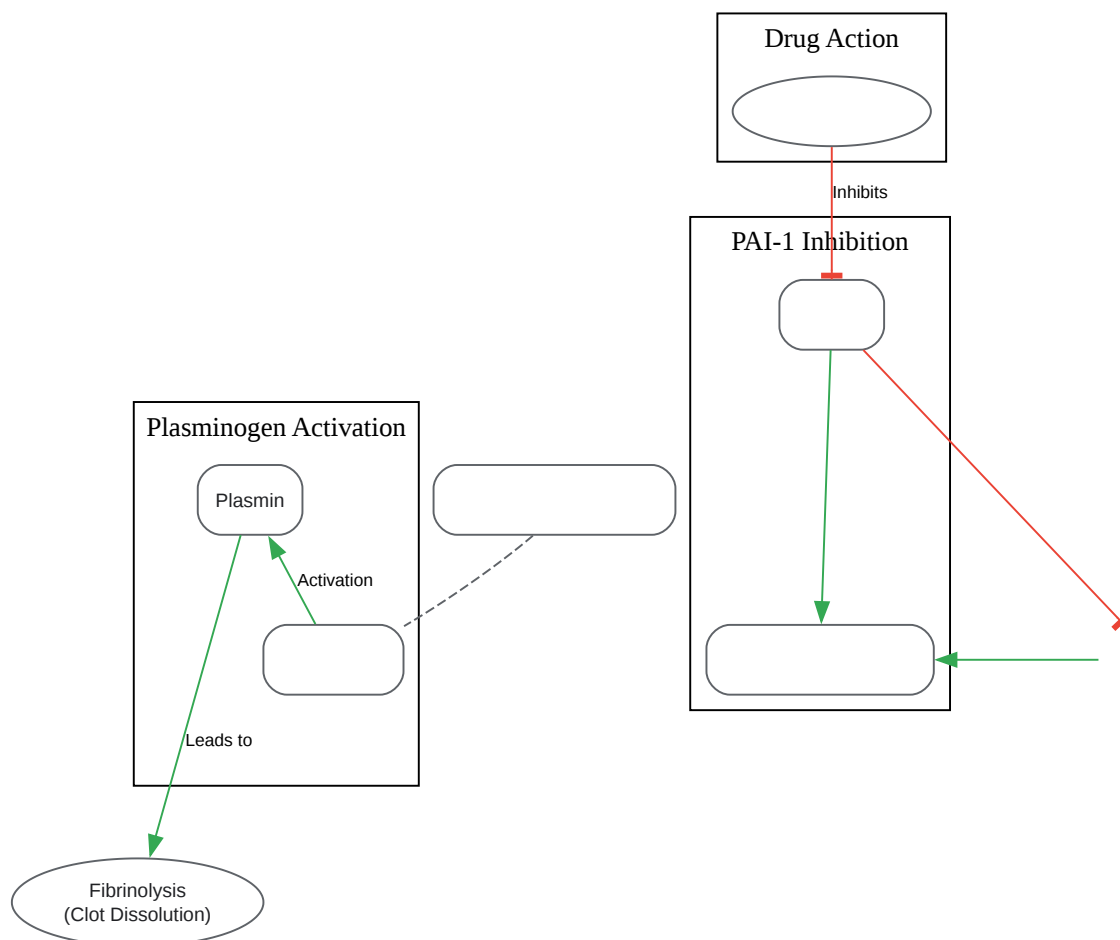 Drug Action
Inhibits
PAI-1 Inhibition
Plasminogen Activation
Plasmin
Activation
Leads to
Fibrinolysis
(Clot Dissolution)